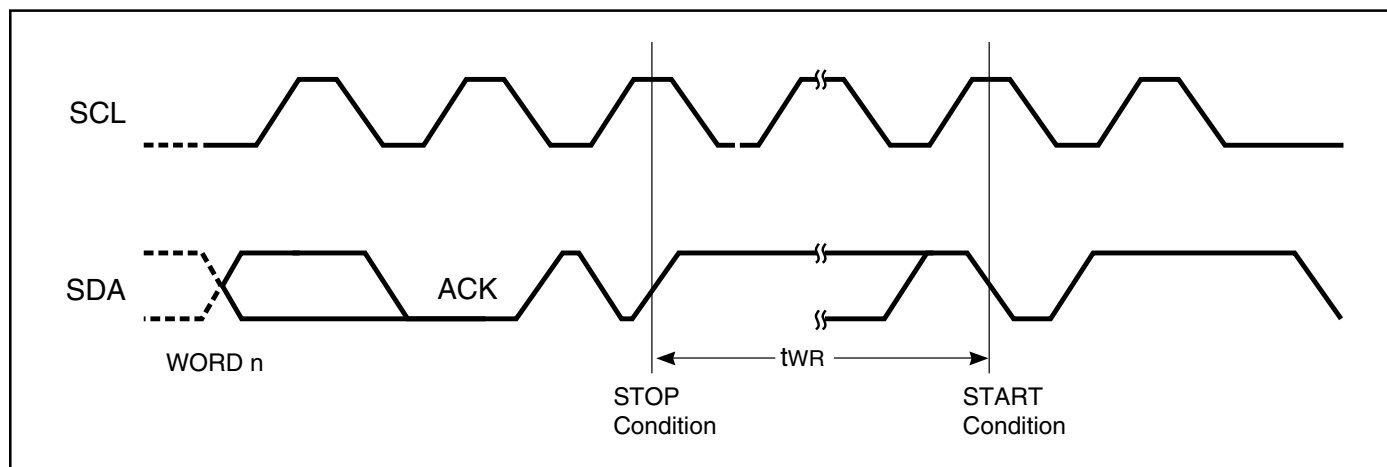 SCL
SDA
ACK
WORD n
tWR
STOP
Condition
START
Condition